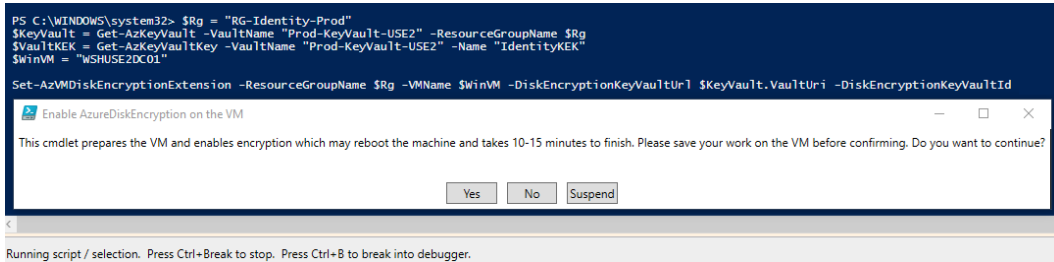 PS C:\WINDOWS\system32> $Rg = "RG-Identity-Prod"
$KeyVault = Get-AzKeyVault -VaultName "Prod-KeyVault-USE2" -ResourceGroupName $Rg
$VaultKEK = Get-AzKeyVaultKey -VaultName "Prod-KeyVault-USE2" -Name "IdentityKEK"
$WinVM = "WSHUSE2DC01"
Set-AzVMDiskEncryptionExtension -ResourceGroupName $Rg -VMName $WinVM -DiskEncryptionKeyVaultUrl $KeyVault.VaultUri -DiskEncryptionKeyVaultId
Enable AzureDiskEncryption on the VM
This cmdlet prepares the VM and enables encryption which may reboot the machine and takes 10-15 minutes to finish. Please save your work on the VM before confirming. Do you want to continue?
Yes No Suspend
Running script / selection. Press Ctrl+Break to stop. Press Ctrl+B to break into debugger.